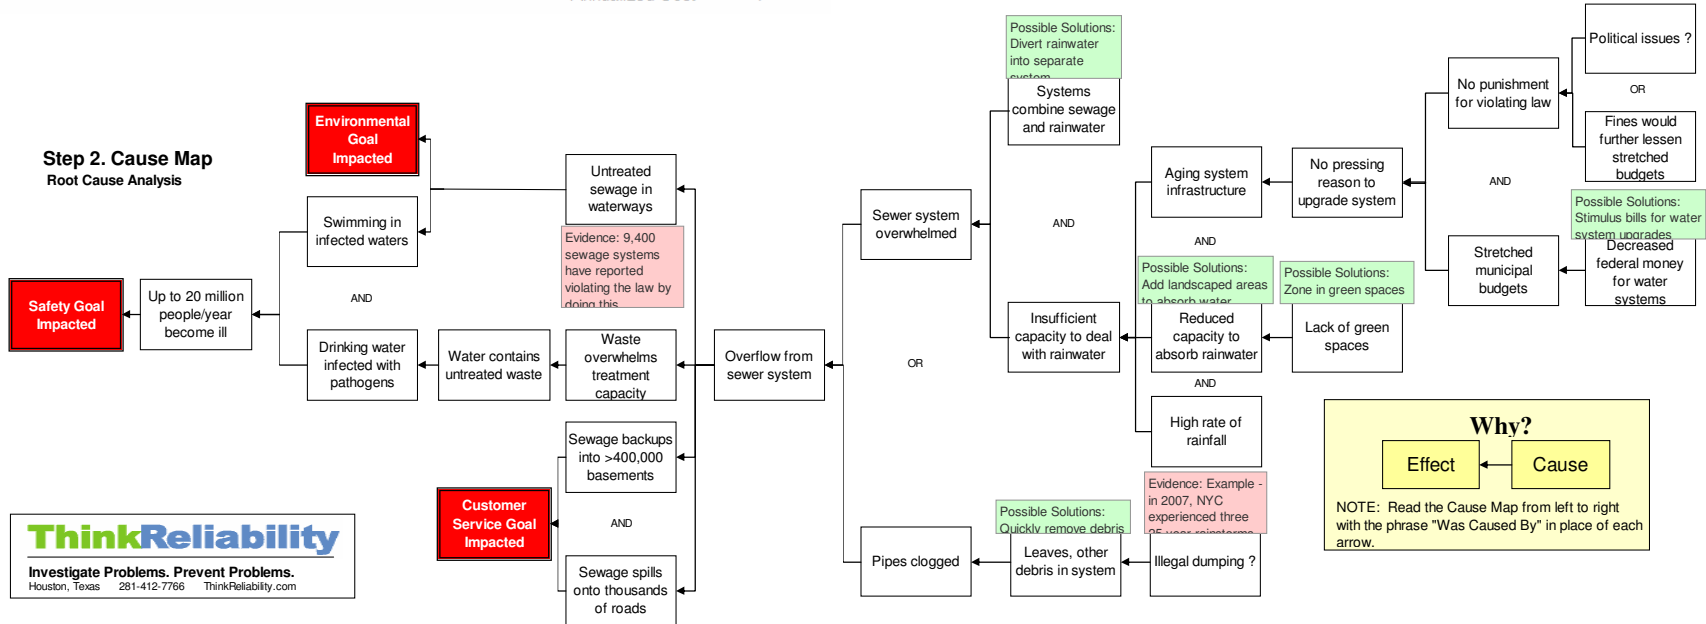 Possible Solutions:
Divert rainwater
into separate
system
Systems
combine sewage
and rainwater
Political issues ?
OR
No punishment
for violating law
Fines would
further lessen
stretched
budgets
Environmental
Goal
Impacted
Step 2. Cause Map
Root Cause Analysis
Untreated
sewage in
waterways
Evidence: 9,400
sewage systems
have reported
violating the law by
doing this
Swimming in
infected waters
AND
Safety Goal
Impacted
Up to 20 million
people/year
become ill
Drinking water
infected with
pathogens
Water contains
untreated waste
Waste
overwhelms
treatment
capacity
Overflow from
sewer system
Sewer system
overwhelmed
AND
OR
Aging system
infrastructure
No pressing
reason to
upgrade system
AND
AND
Possible Solutions:
Stimulus bills for water
system upgrades
Decreased
federal money
for water
systems
Stretched
municipal
budgets
Possible Solutions:
Add landscaped areas
to absorb water
Possible Solutions:
Zone in green spaces
Insufficient
capacity to deal
with rainwater
Reduced
capacity to
absorb rainwater
Lack of green
spaces
AND
High rate of
rainfall
Sewage backups
into >400,000
basements
Customer
Service Goal
Impacted
AND
Sewage spills
onto thousands
of roads
Pipes clogged
Possible Solutions:
Quickly remove debris
Leaves, other
debris in system
Evidence: Example -
in 2007, NYC
experienced three
25-year rainstorms
Illegal dumping ?
Why?
Effect
Cause
NOTE: Read the Cause Map from left to right
with the phrase "Was Caused By" in place of each
arrow.
ThinkReliability
Investigate Problems. Prevent Problems.
Houston, Texas 281-412-7766 ThinkReliability.com